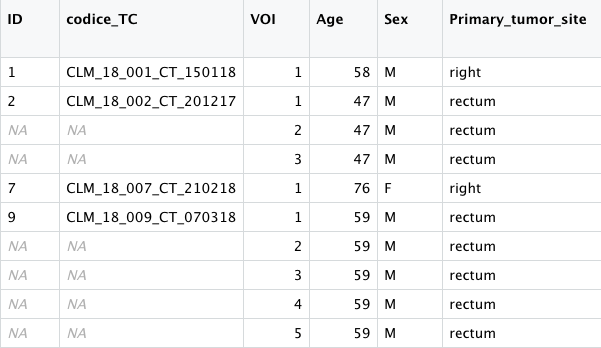 ID codice_TC VOI Age Sex Primary_tumor_site
1 CLM_18_001_CT_150118 1 58 M right
2 CLM_18_002_CT_201217 1 47 M rectum
NA NA 2 47 M rectum
NA NA 3 47 M rectum
7 CLM_18_007_CT_210218 1 76 F right
9 CLM_18_009_CT_070318 1 59 M rectum
NA NA 2 59 M rectum
NA NA 3 59 M rectum
NA NA 4 59 M rectum
NA NA 5 59 M rectum